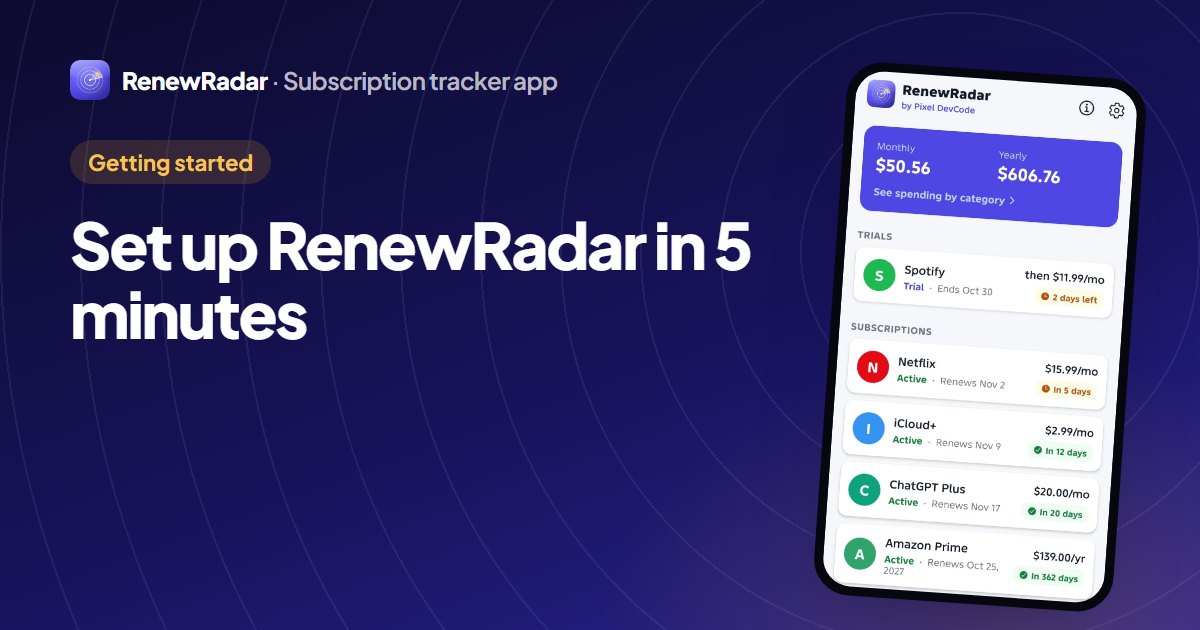 RenewRadar · Subscription tracker app
Getting started
Set up RenewRadar in 5
minutes
RenewRadar
by Pixel DevCode
Monthly
$50.56
Yearly
$606.76
See spending by category >
TRIALS
S
Spotify
Trial · Ends Oct 30
then $11.99/mo
2 days left
SUBSCRIPTIONS
N
Netflix
Active · Renews Nov 2
$15.99/mo
In 5 days
I
iCloud+
Active · Renews Nov 9
$2.99/mo
In 12 days
C
ChatGPT Plus
Active · Renews Nov 17
$20.00/mo
In 20 days
A
Amazon Prime
Active · Renews Oct 25,
2027
$139.00/yr
In 362 days